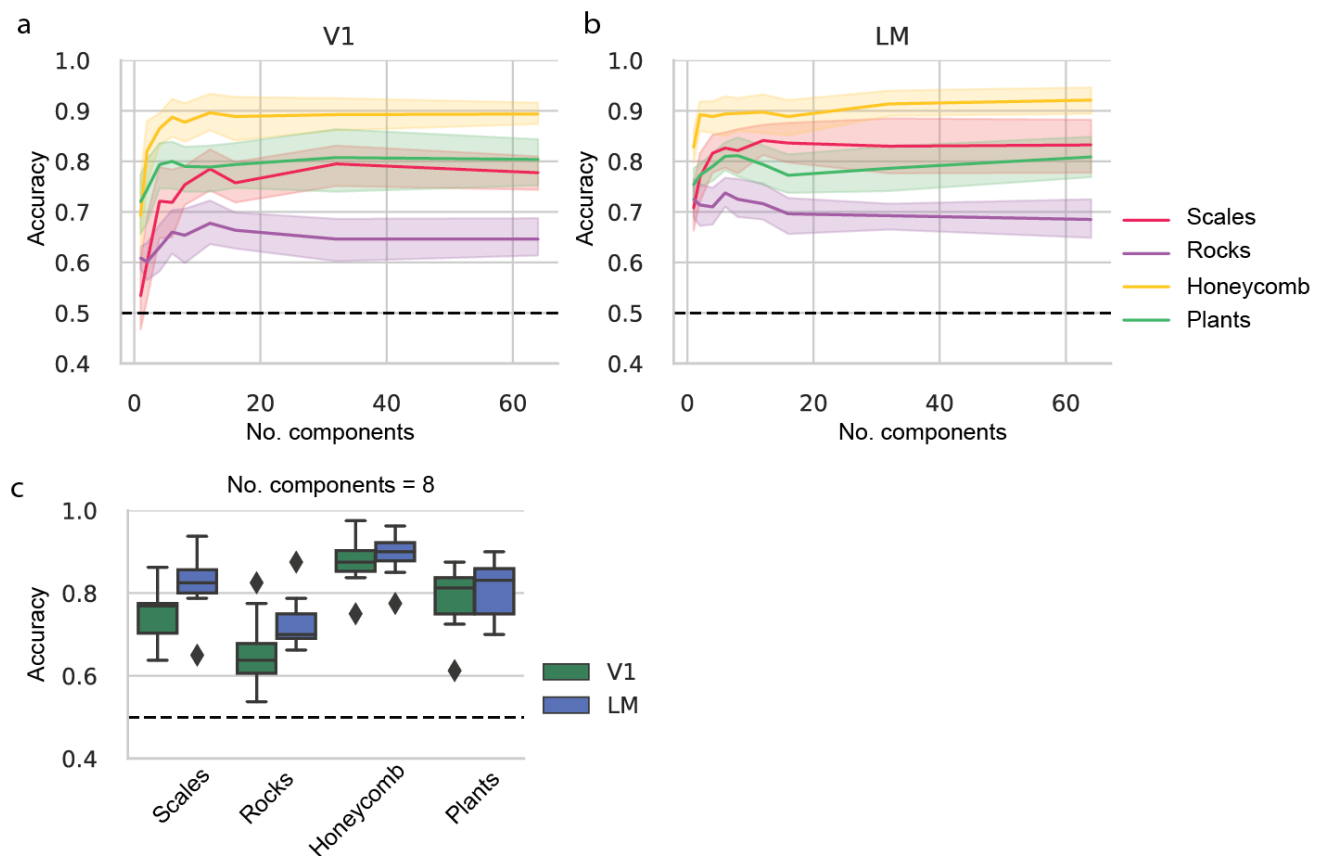 a
V1
1.0
0.9
0.8
0.7
0.6
0.5
0.4
Accuracy
0 20 40 60
No. components
b
LM
1.0
0.9
0.8
0.7
0.6
0.5
0.4
Accuracy
0 20 40 60
No. components
Scales
Rocks
Honeycomb
Plants
c
No. components = 8
1.0
0.8
0.6
0.4
Accuracy
Scales
Rocks
Honeycomb
Plants
V1
LM